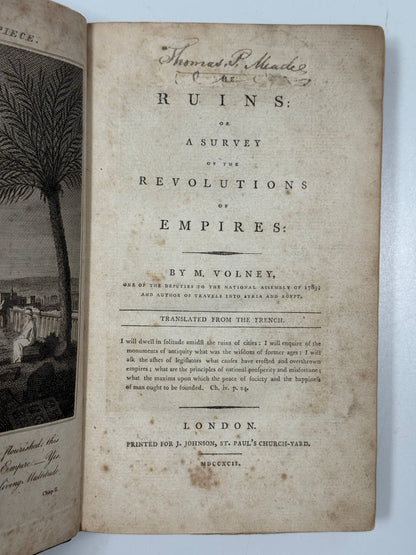 PIECE.
flourished this
Empire:—Yes
living Multitude
Chap. 2.
Thomas P. Meade
RUINS:
OR
A SURVEY
OF THE
REVOLUTIONS
OF
EMPIRES:
BY M. VOLNEY,
ONE OF THE DEPUTIES TO THE NATIONAL ASSEMBLY OF 1789;
AND AUTHOR OF TRAVELS INTO SYRIA AND EGYPT.
TRANSLATED FROM THE FRENCH.
I will dwell in solitude amidst the ruins of cities: I will enquire of the
monuments of antiquity what was the wisdom of former ages: I will
ask the ashes of legislators what causes have erected and overthrown
empires; what are the principles of national prosperity and misfortune;
what the maxims upon which the peace of society and the happiness
of man ought to be founded. Ch. iv. p. 24.
LONDON.
PRINTED FOR J. JOHNSON, ST. PAUL'S CHURCH-YARD.
MDCCXCII.